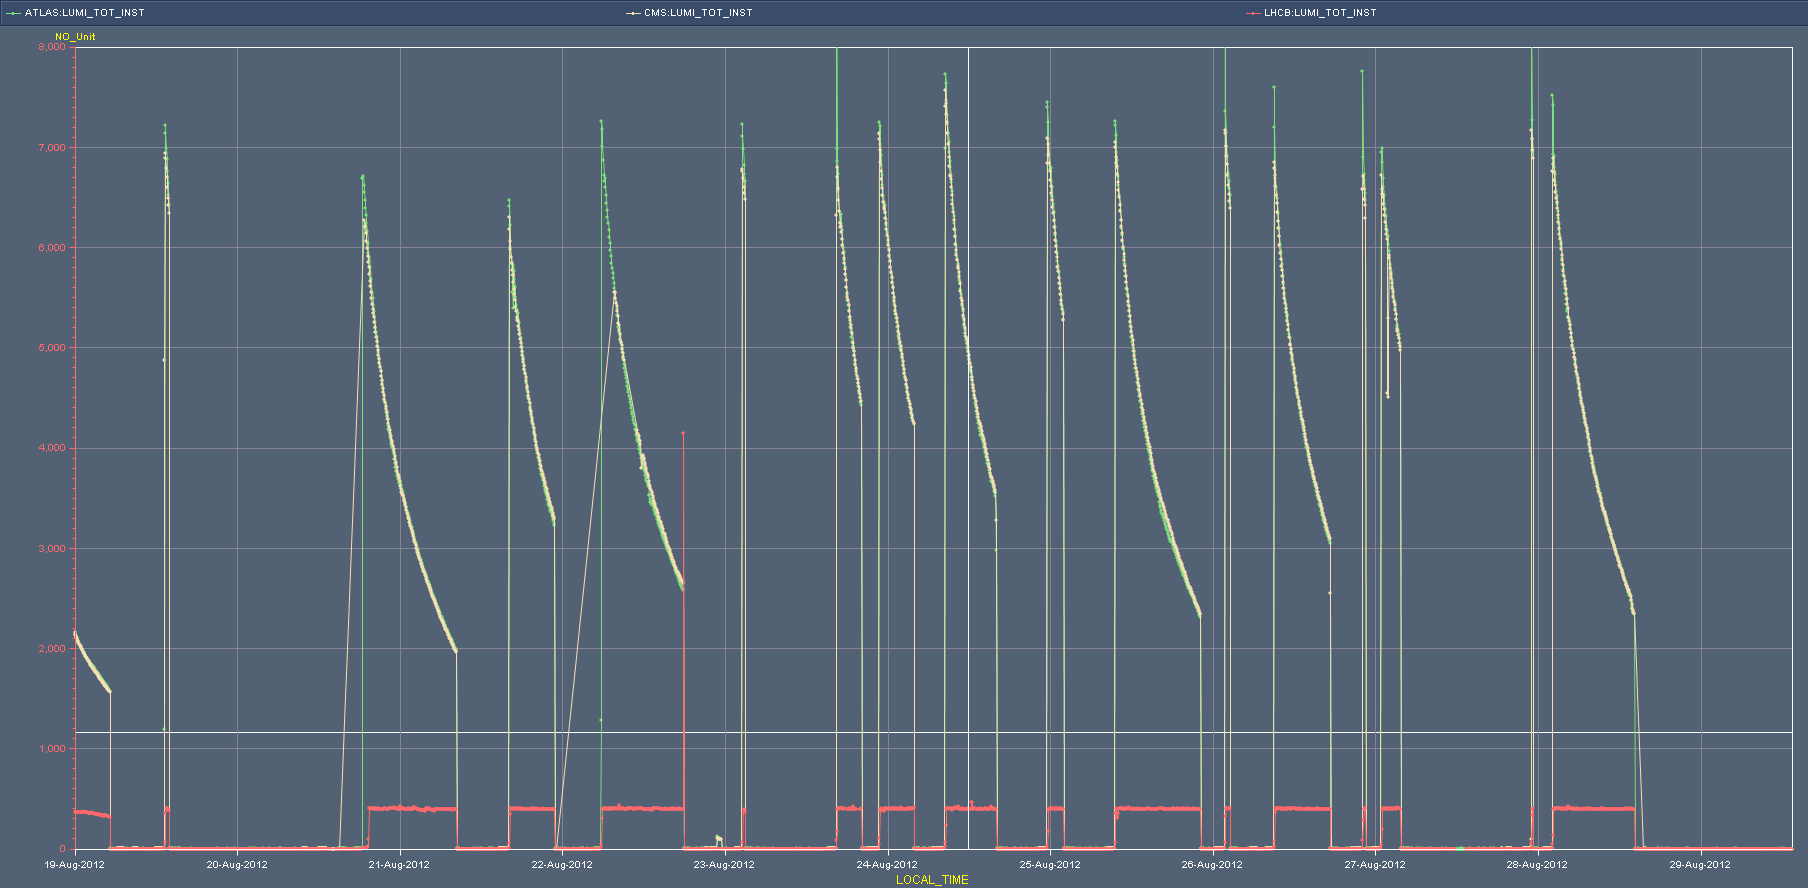 ATLAS:LUMI_TOT_INST CMS:LUMI_TOT_INST LHCB:LUMI_TOT_INST
NO_Unit
8,000
7,000
6,000
5,000
4,000
3,000
2,000
1,000
0
19-Aug-2012 20-Aug-2012 21-Aug-2012 22-Aug-2012 23-Aug-2012 24-Aug-2012 25-Aug-2012 26-Aug-2012 27-Aug-2012 28-Aug-2012 29-Aug-2012
LOCAL_TIME